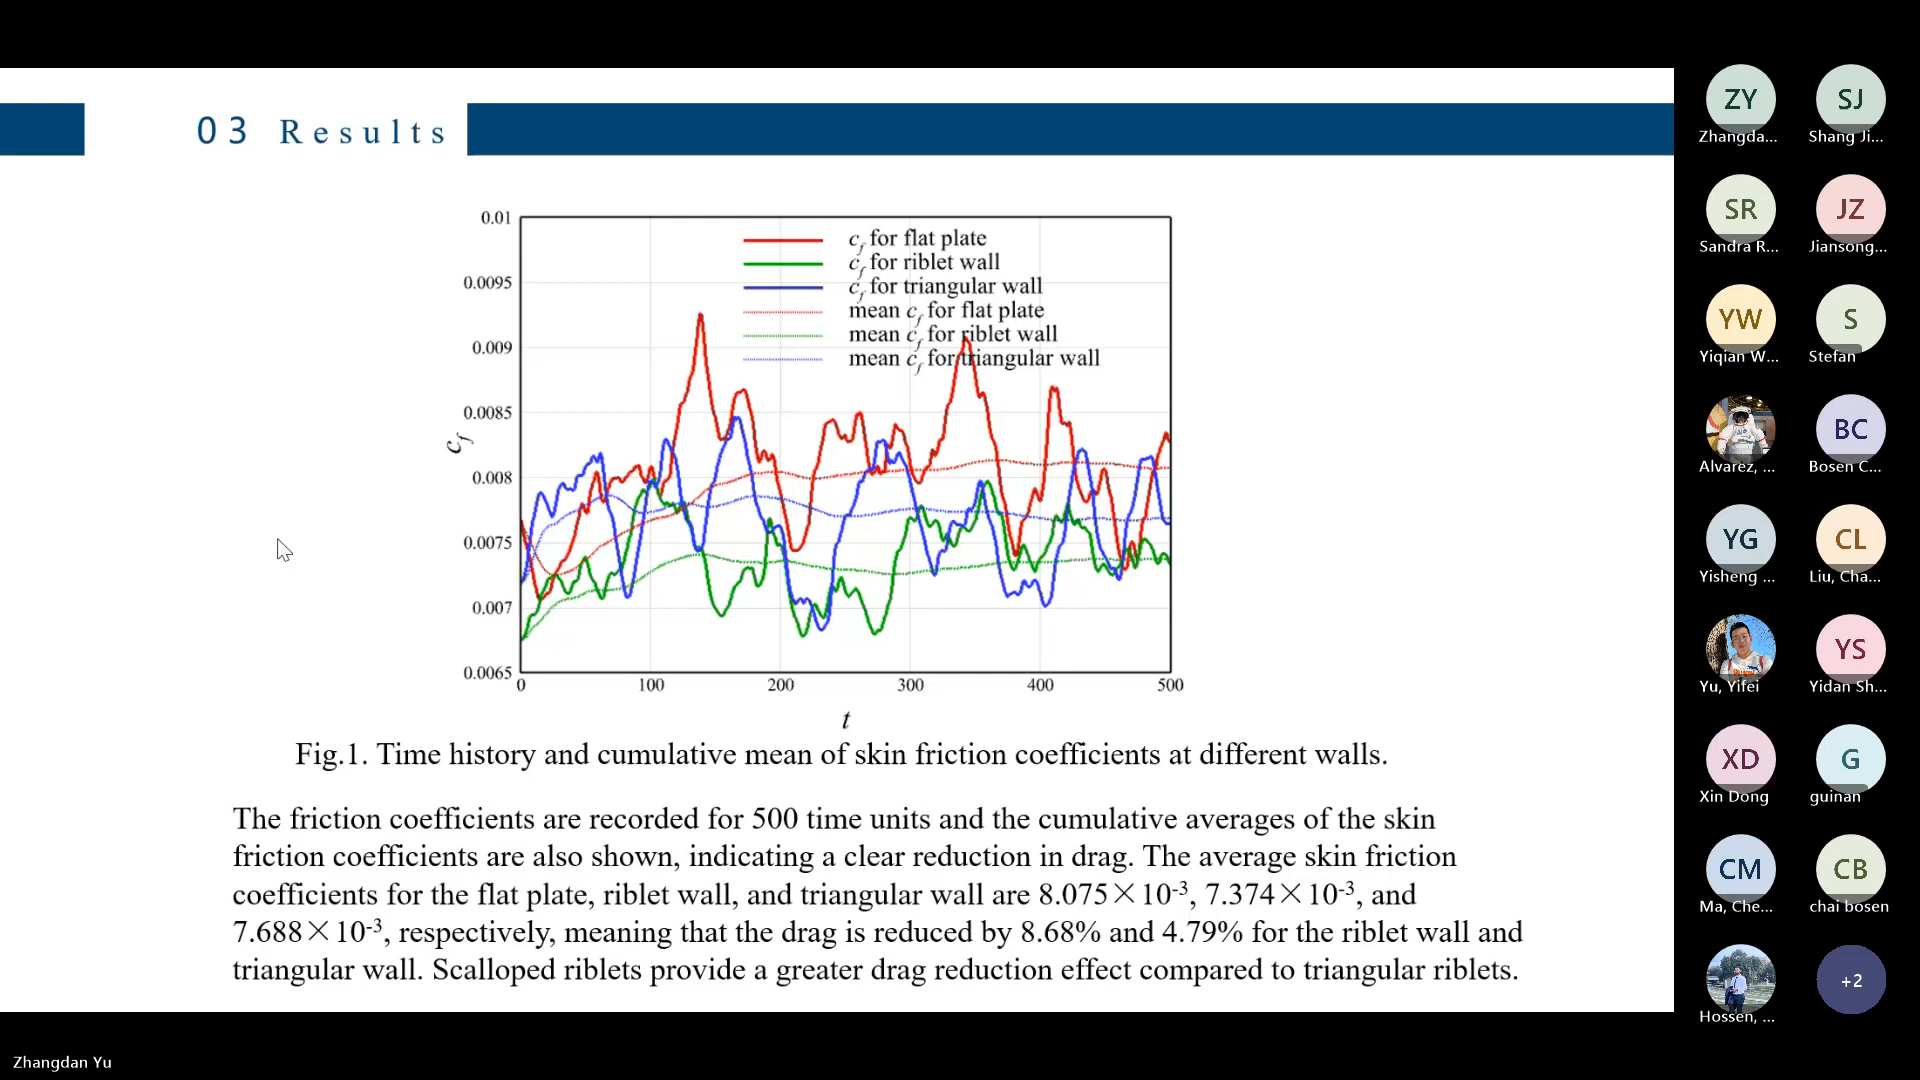 03 Results
0.01
0.0095
0.009
0.0085
0.008
0.0075
0.007
0.0065
c_f
0
100
200
300
400
500
t
c_f for flat plate
c_f for riblet wall
c_f for triangular wall
mean c_f for flat plate
mean c_f for riblet wall
mean c_f for triangular wall
Fig.1. Time history and cumulative mean of skin friction coefficients at different walls.
The friction coefficients are recorded for 500 time units and the cumulative averages of the skin
friction coefficients are also shown, indicating a clear reduction in drag. The average skin friction
coefficients for the flat plate, riblet wall, and triangular wall are 8.075×10⁻³, 7.374×10⁻³, and
7.688×10⁻³, respectively, meaning that the drag is reduced by 8.68% and 4.79% for the riblet wall and
triangular wall. Scalloped riblets provide a greater drag reduction effect compared to triangular riblets.
ZY
Zhangda...
SJ
Shang Ji...
SR
Sandra R...
JZ
Jiansong...
YW
Yiqian W...
S
Stefan
Alvarez, ...
BC
Bosen C...
YG
Yisheng ...
CL
Liu, Cha...
Yu, Yifei
YS
Yidan Sh...
XD
Xin Dong
G
guinan
CM
Ma, Che...
CB
chai bosen
Hossen, ...
+2
Zhangdan Yu